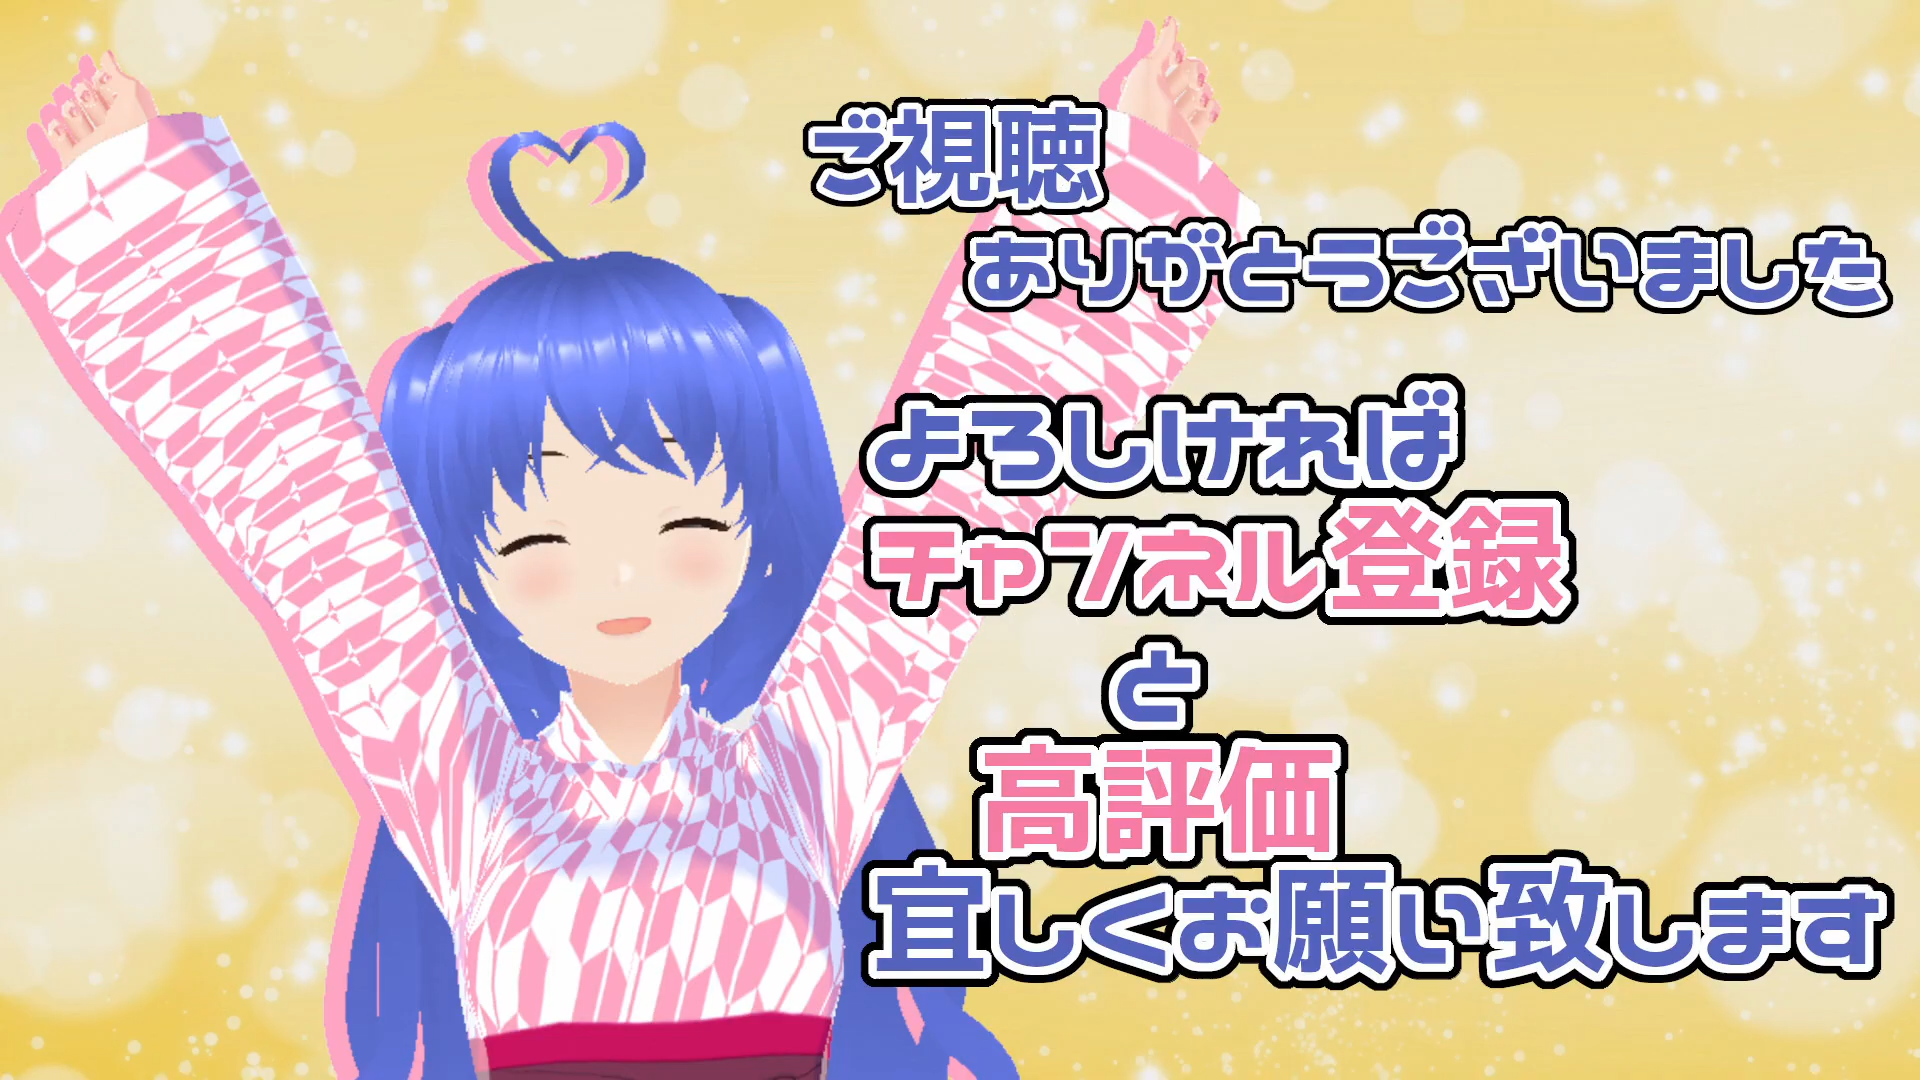 ご視聴
ありがとうございました
よろしければ
チャンネル登録
と
高評価
宜しくお願い致します